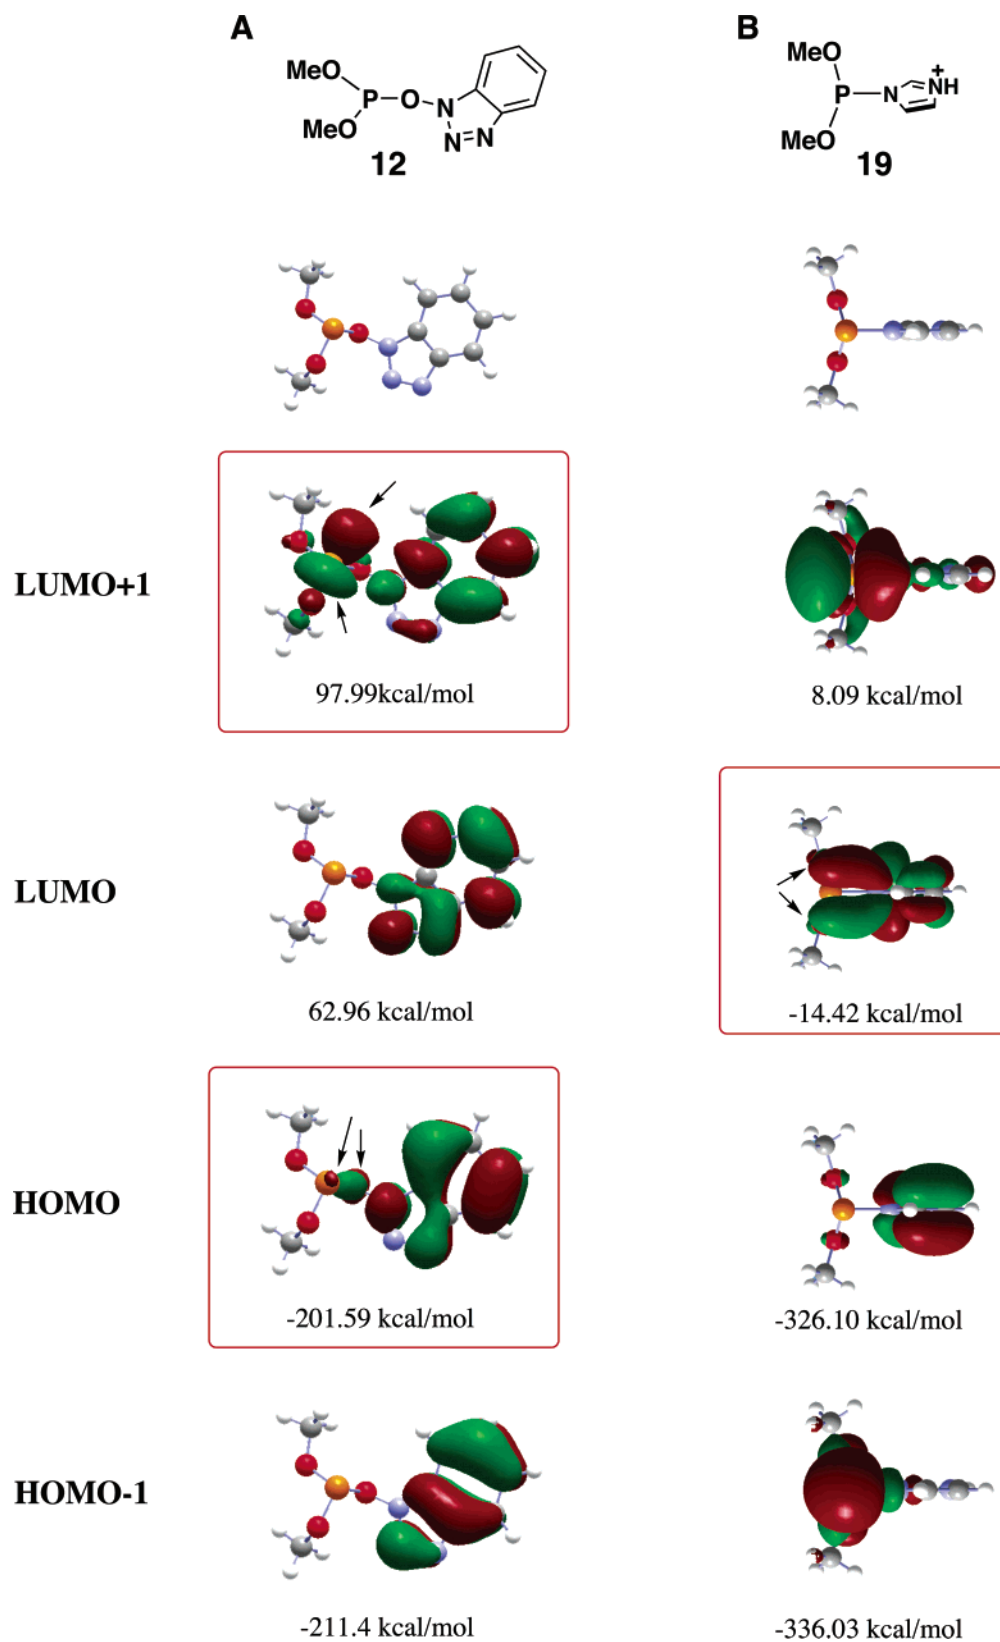 A B
MeO P O N
MeO N=N
12
MeO
P N NH
+
MeO
19
LUMO+1
97.99kcal/mol 8.09 kcal/mol
LUMO
62.96 kcal/mol -14.42 kcal/mol
HOMO
-201.59 kcal/mol -326.10 kcal/mol
HOMO-1
-211.4 kcal/mol -336.03 kcal/mol